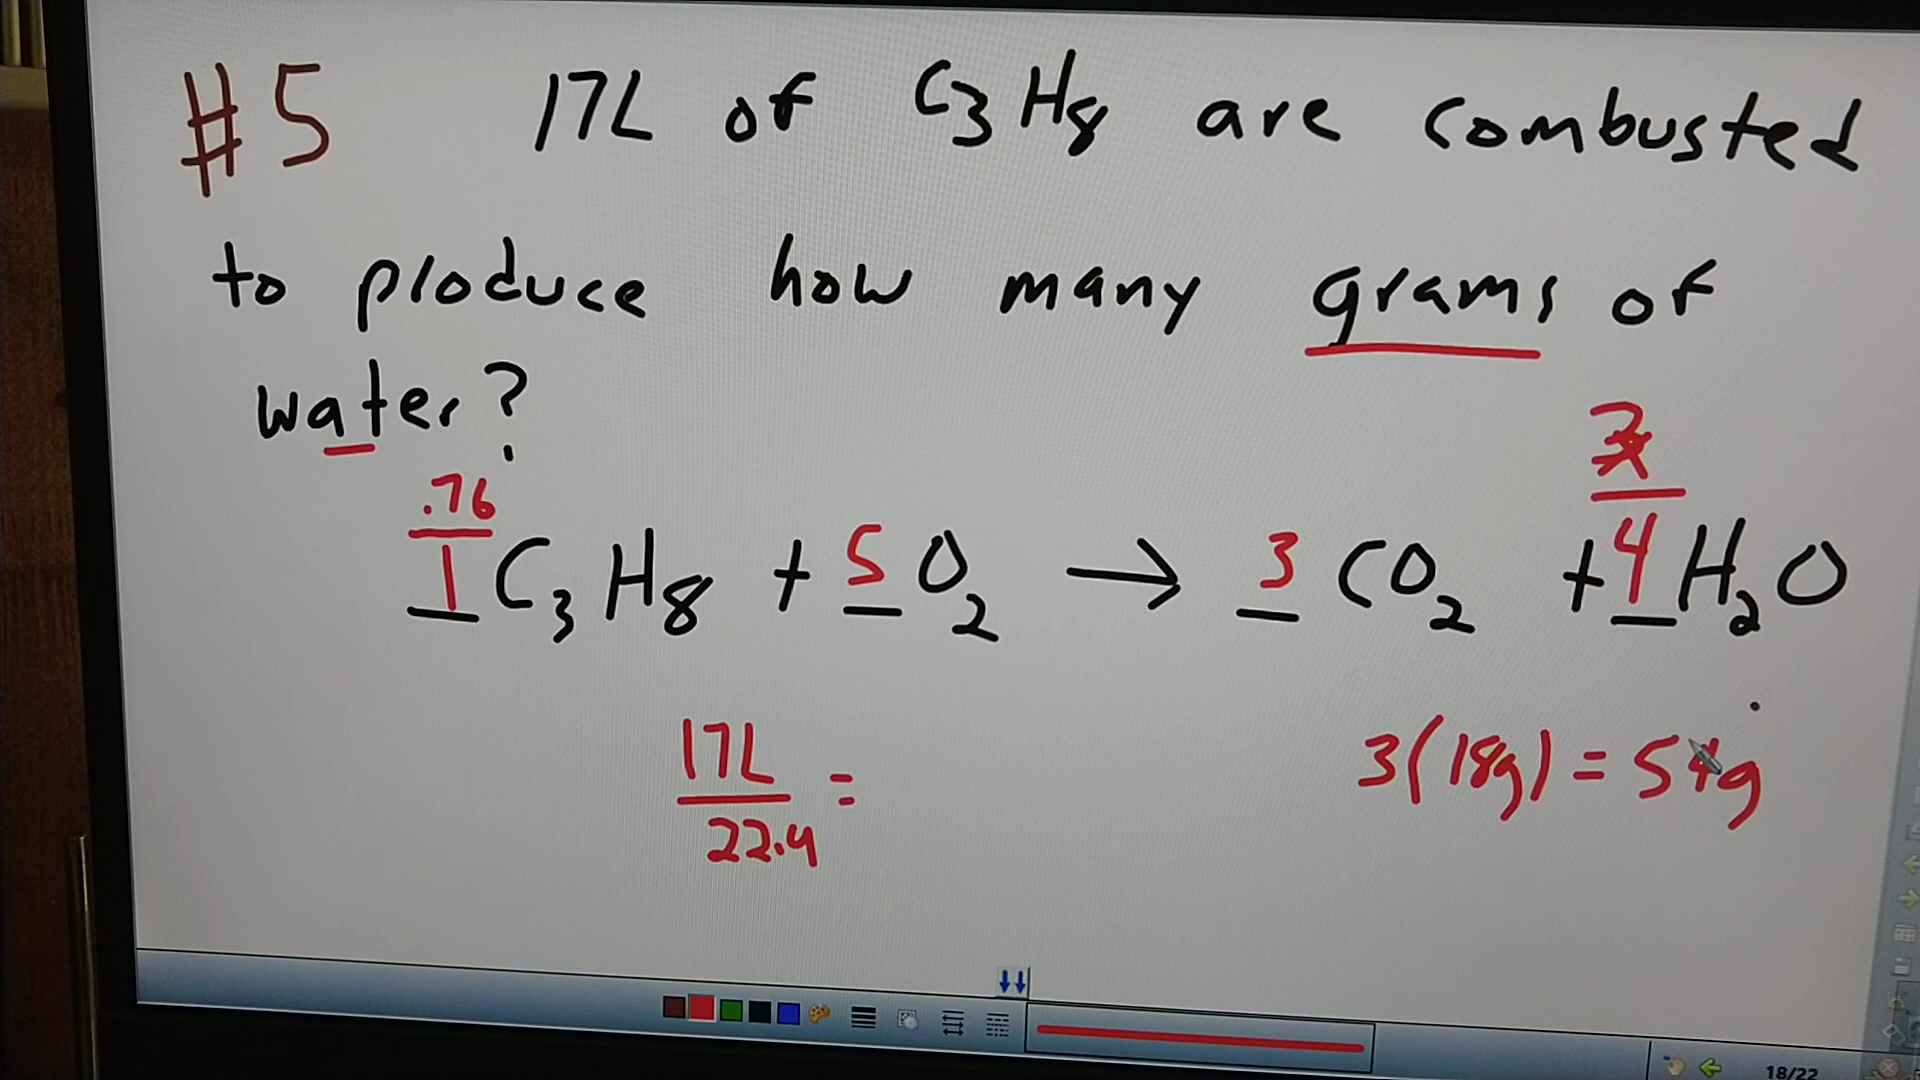 #5 17L of C3H8 are combusted
to produce how many grams of
water?
.76
1 C3H8 + 5 O2 → 3 CO2 + 4 H2O
17L
22.4
=
3(18g) = 54g
18/22